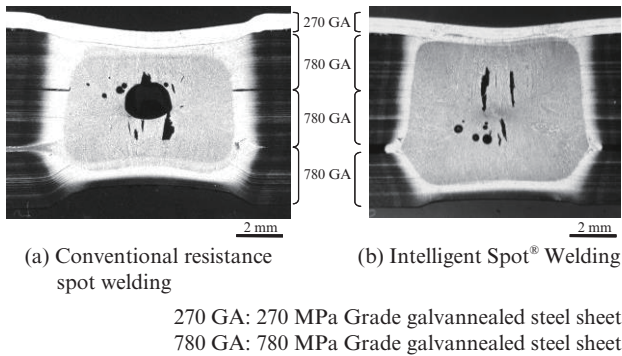 270 GA
780 GA
780 GA
780 GA
2 mm
2 mm
(a) Conventional resistance
spot welding
(b) Intelligent Spot® Welding
270 GA: 270 MPa Grade galvannealed steel sheet
780 GA: 780 MPa Grade galvannealed steel sheet